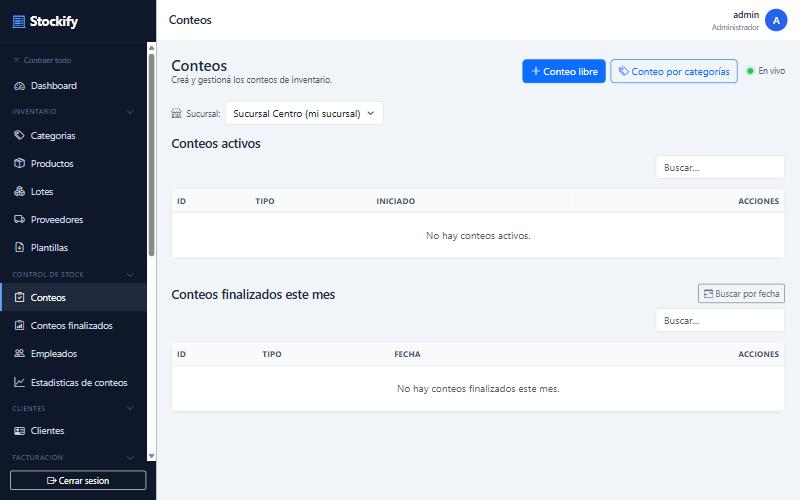 Stockify
Contraer todo
Dashboard
INVENTARIO
Categorias
Productos
Lotes
Proveedores
Plantillas
CONTROL DE STOCK
Conteos
Conteos finalizados
Empleados
Estadisticas de conteos
CLIENTES
Clientes
FACTURACION
Cerrar sesion
Conteos
admin
Administrador
A
Conteos
Creá y gestioná los conteos de inventario.
Conteo libre
Conteo por categorías
En vivo
Sucursal: Sucursal Centro (mi sucursal)
Conteos activos
Buscar...
ID TIPO INICIADO ACCIONES
No hay conteos activos.
Conteos finalizados este mes
Buscar por fecha
Buscar...
ID TIPO FECHA ACCIONES
No hay conteos finalizados este mes.